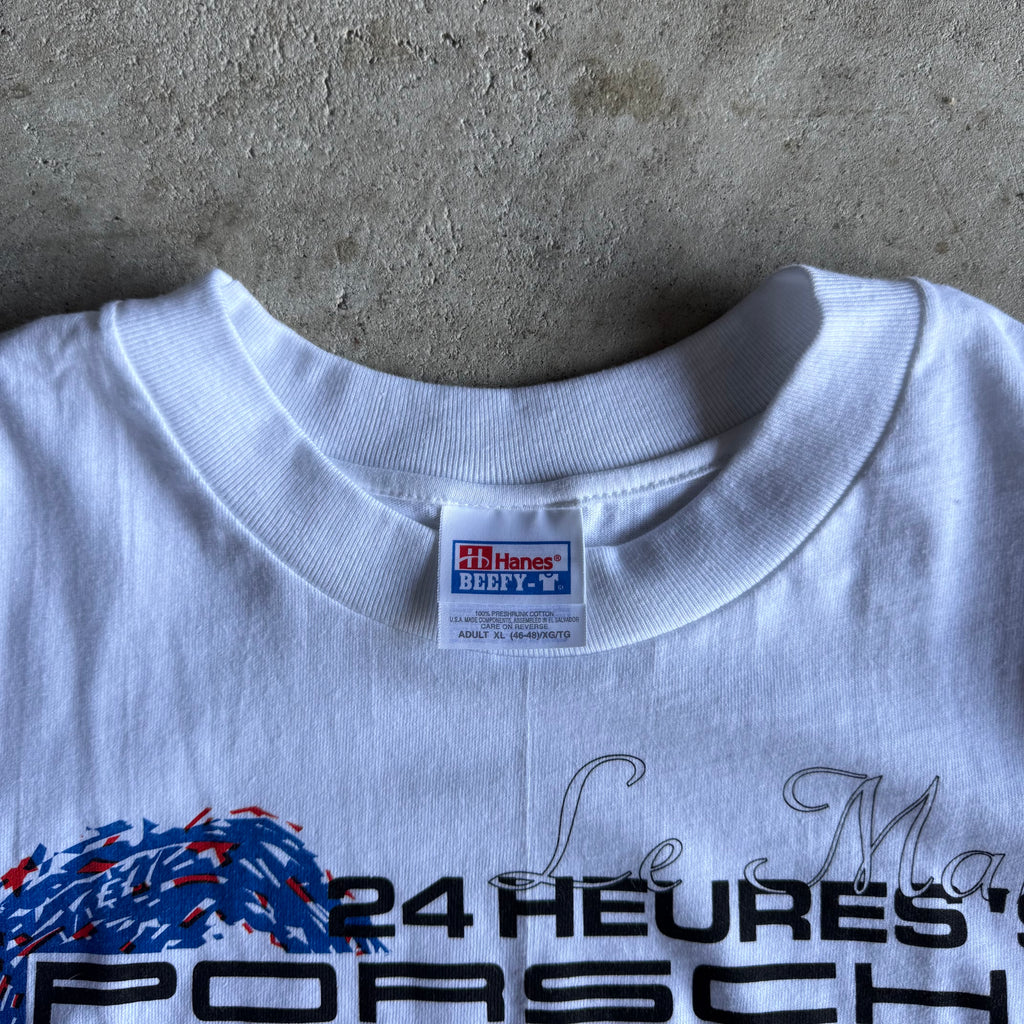 Hanes®
BEEFY-T®
100% PRESHRUNK COTTON
U.S.A. MADE COMPONENTS, ASSEMBLED IN EL SALVADOR
CARE ON REVERSE
ADULT XL (46-48)/XG/TG
Le Ma
24 HEURES '9
PORSCH